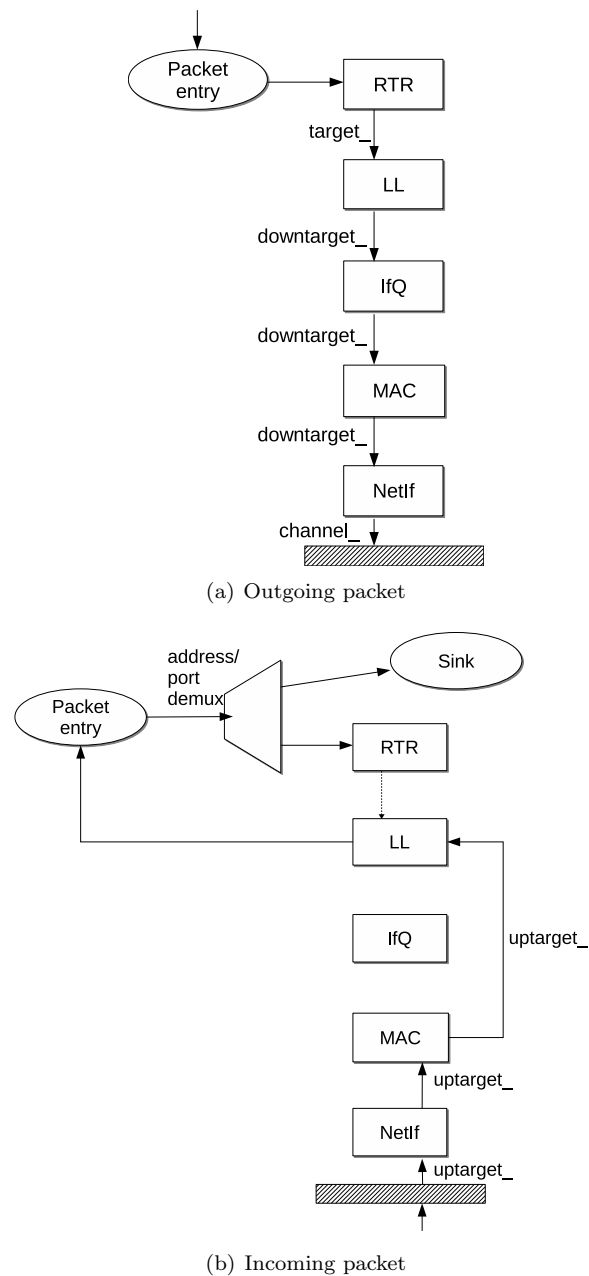 Packet
entry
RTR
target_
LL
downtarget_
IfQ
downtarget_
MAC
downtarget_
NetIf
channel_
(a) Outgoing packet
address/
port
demux
Sink
Packet
entry
RTR
LL
IfQ
uptarget_
MAC
uptarget_
NetIf
uptarget_
(b) Incoming packet